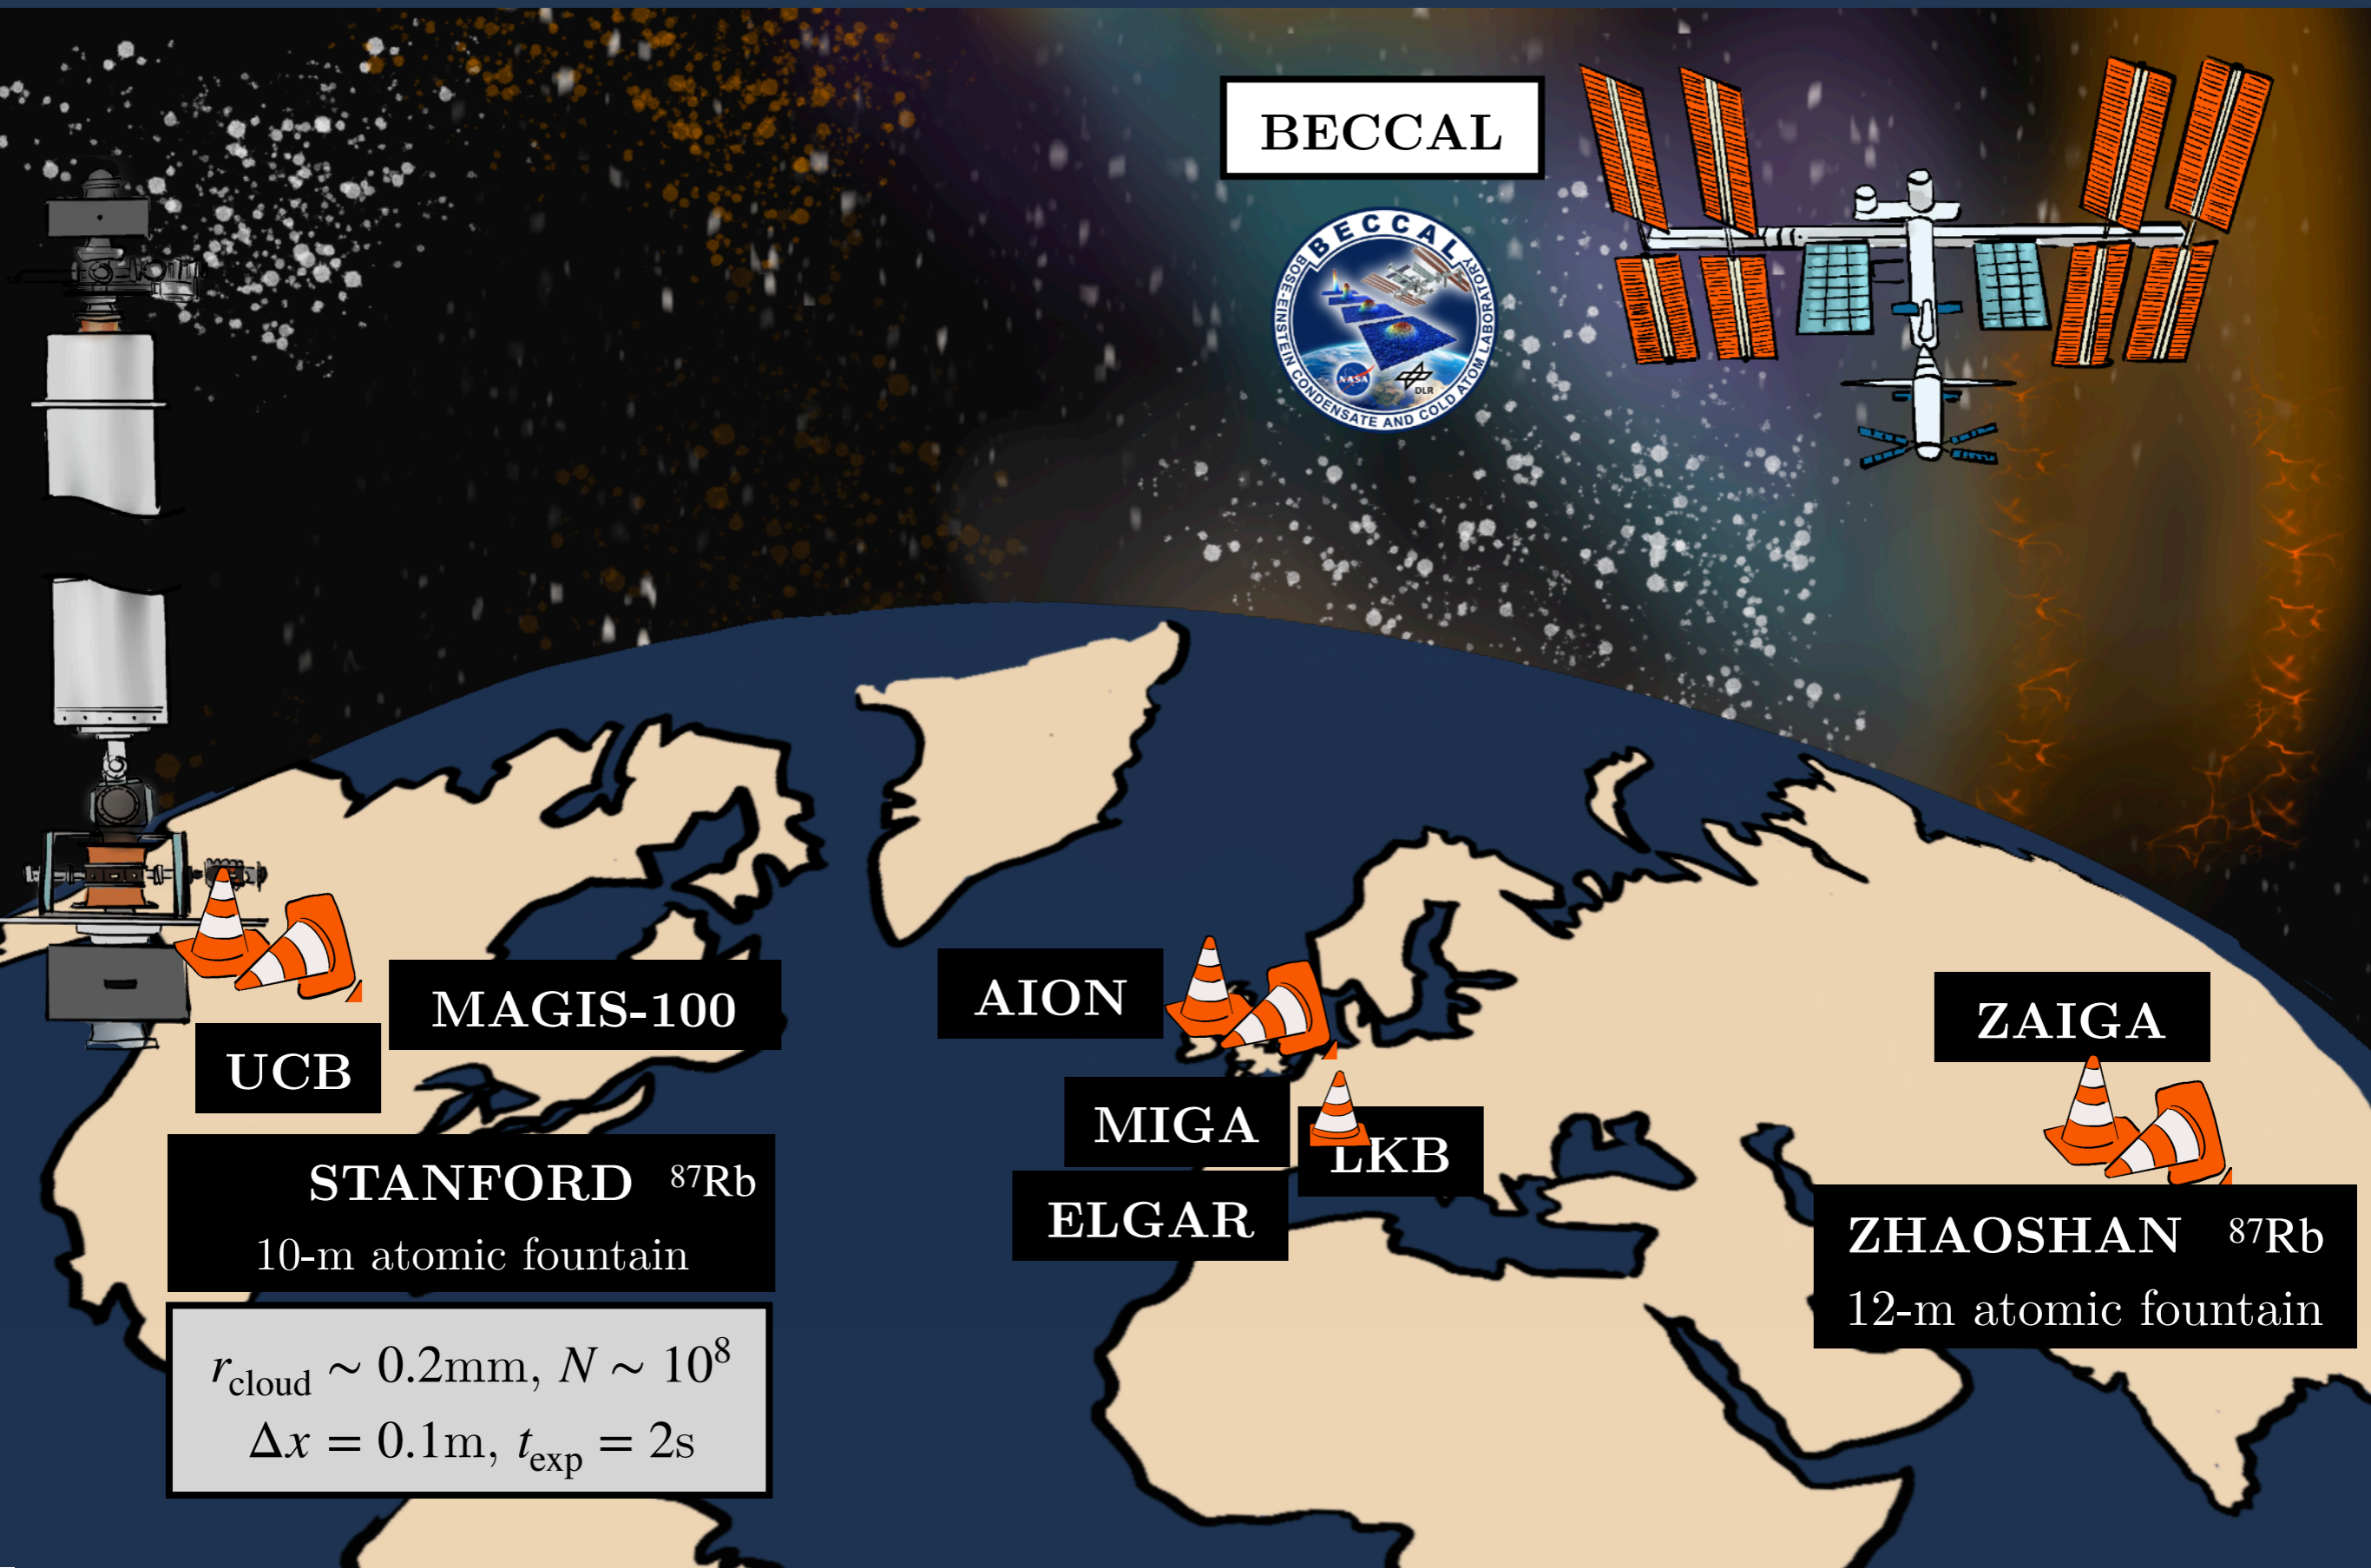 BECCAL
BECCAL
BOSE-EINSTEIN CONDENSATE AND COLD ATOM LABORATORY
NASA
DLR
MAGIS-100
UCB
STANFORD ⁸⁷Rb
10-m atomic fountain
r_cloud ∼ 0.2mm, N ∼ 10⁸
Δx = 0.1m, t_exp = 2s
AION
MIGA
LKB
ELGAR
ZAIGA
ZHAOSHAN ⁸⁷Rb
12-m atomic fountain